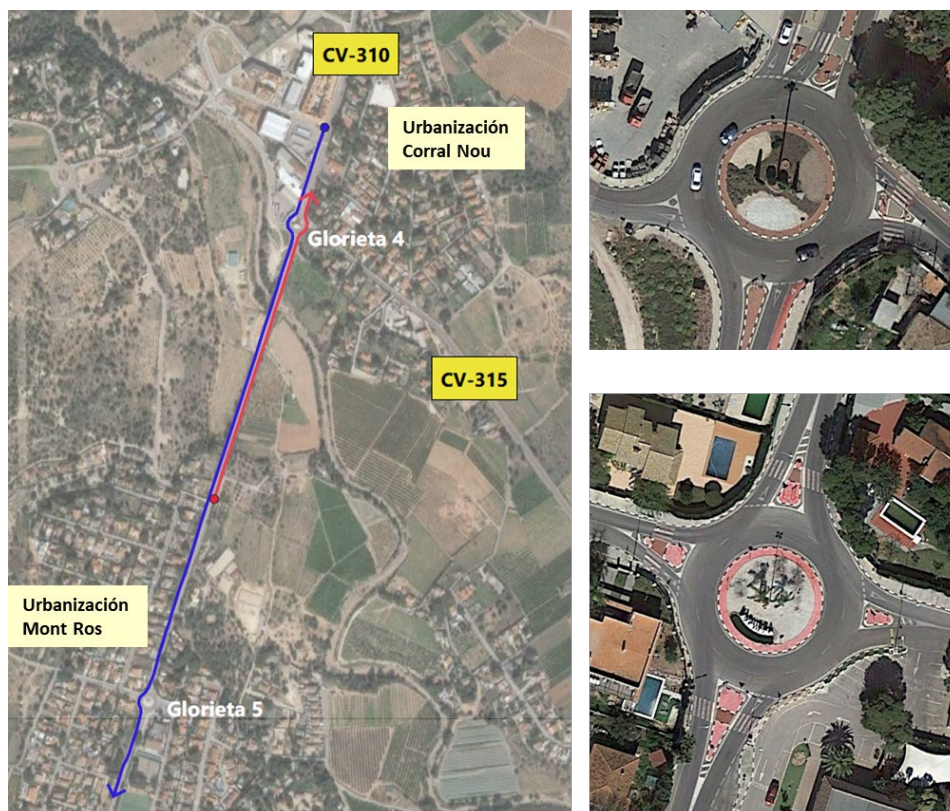 CV-310
Urbanización
Corral Nou
Glorieta 4
CV-315
Urbanización
Mont Ros
Glorieta 5